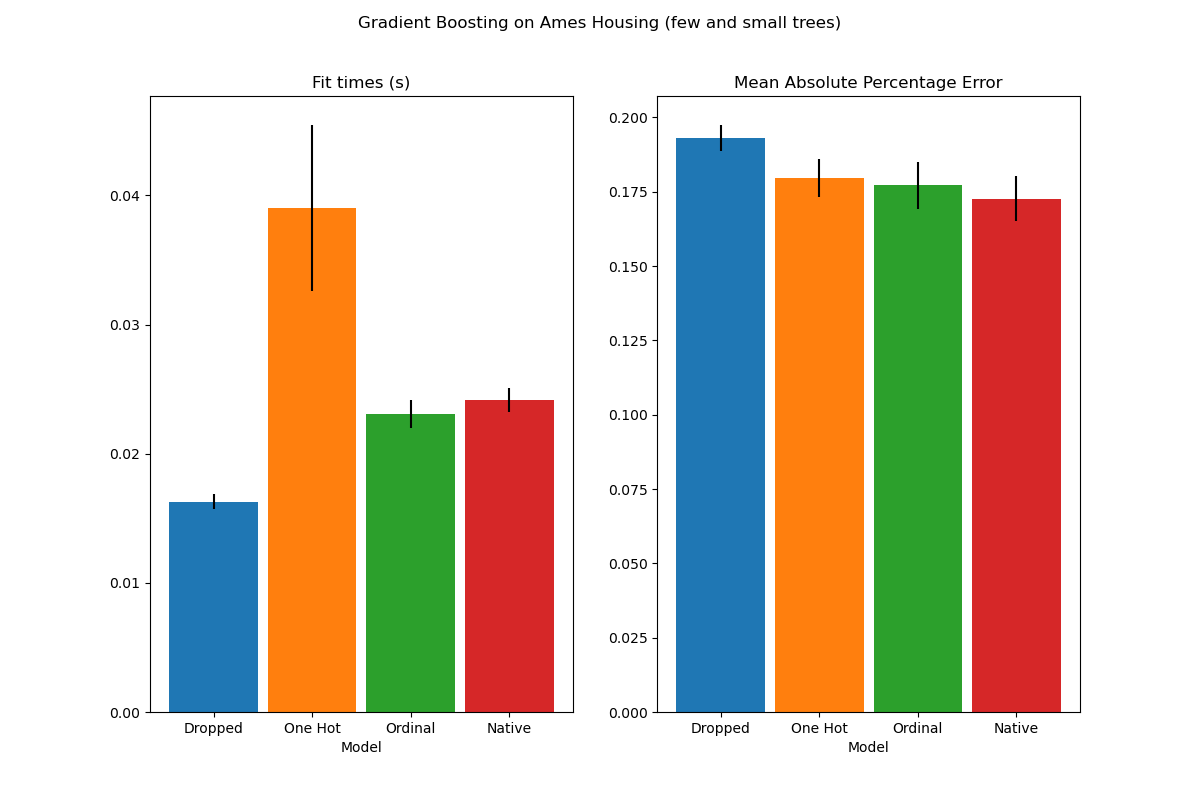 Gradient Boosting on Ames Housing (few and small trees)
Fit times (s)
0.04
0.03
0.02
0.01
0.00
Dropped One Hot Ordinal Native
Model
Mean Absolute Percentage Error
0.200
0.175
0.150
0.125
0.100
0.075
0.050
0.025
0.000
Dropped One Hot Ordinal Native
Model